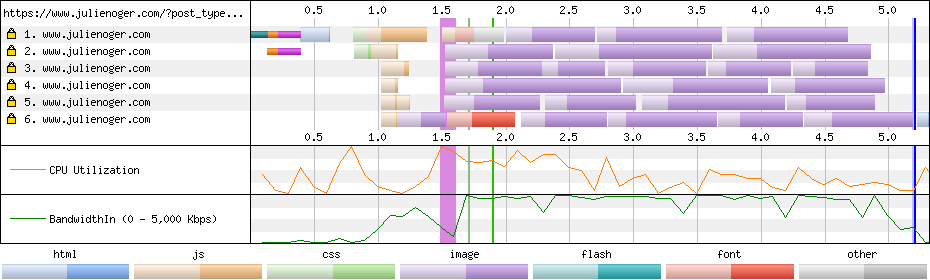 https://www.julienoger.com/?post_type...
0.5 1.0 1.5 2.0 2.5 3.0 3.5 4.0 4.5 5.0
1. www.julienoger.com
2. www.julienoger.com
3. www.julienoger.com
4. www.julienoger.com
5. www.julienoger.com
6. www.julienoger.com
0.5 1.0 1.5 2.0 2.5 3.0 3.5 4.0 4.5 5.0
CPU Utilization
BandwidthIn (0 - 5,000 Kbps)
html js css image flash font other